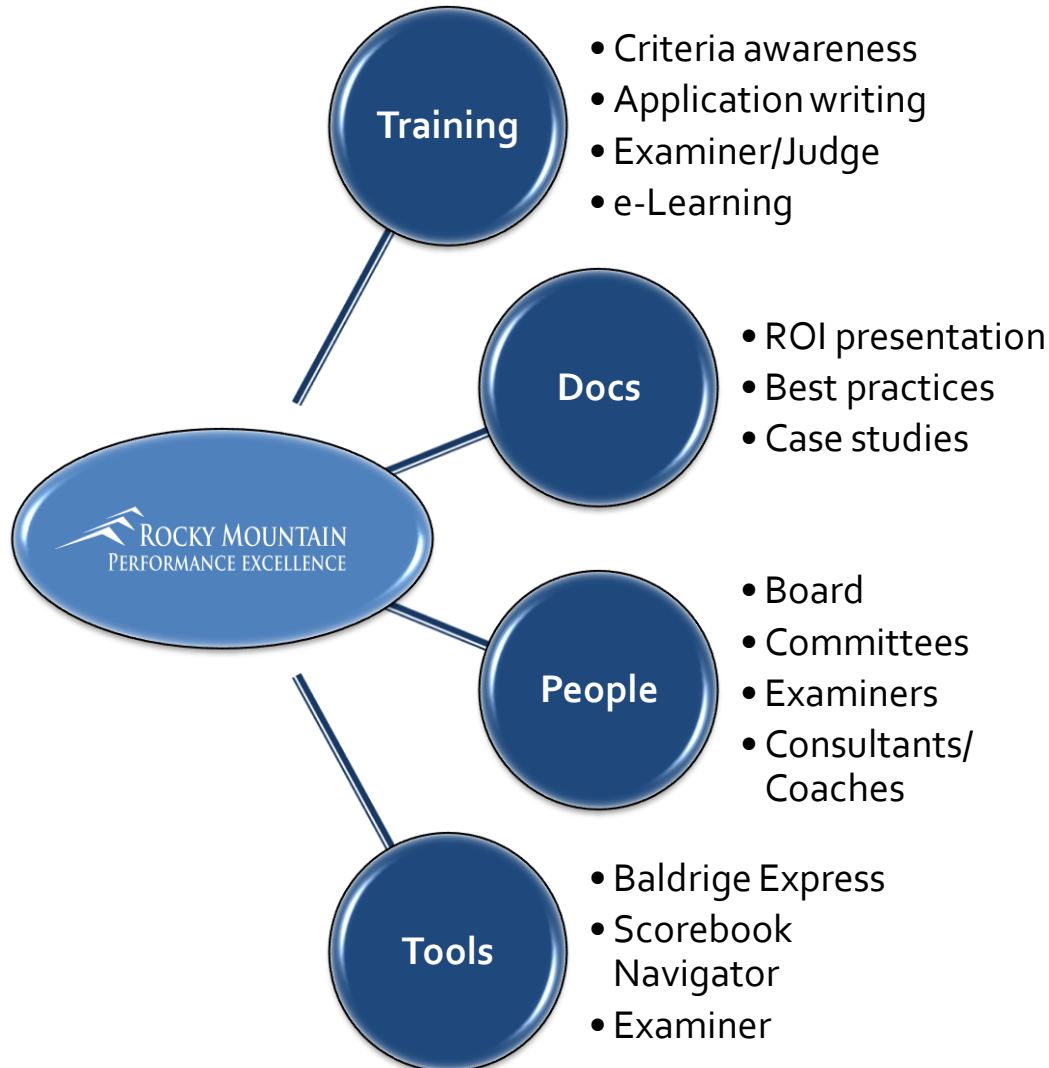 Training
• Criteria awareness
• Application writing
• Examiner/Judge
• e-Learning
Docs
• ROI presentation
• Best practices
• Case studies
ROCKY MOUNTAIN
PERFORMANCE EXCELLENCE
People
• Board
• Committees
• Examiners
• Consultants/
Coaches
Tools
• Baldrige Express
• Scorebook
Navigator
• Examiner